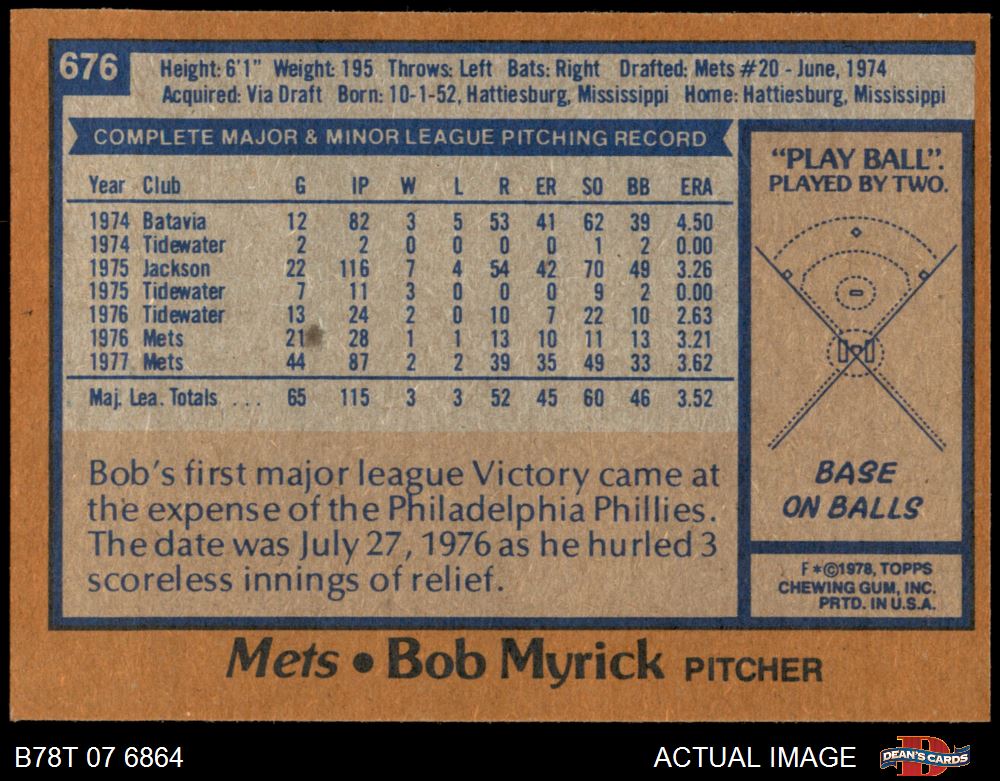 676
Height: 6'1" Weight: 195 Throws: Left Bats: Right Drafted: Mets #20 - June, 1974
Acquired: Via Draft Born: 10-1-52, Hattiesburg, Mississippi Home: Hattiesburg, Mississippi
COMPLETE MAJOR & MINOR LEAGUE PITCHING RECORD
Year Club G IP W L R ER SO BB ERA
1974 Batavia 12 82 3 5 53 41 62 39 4.50
1974 Tidewater 2 2 0 0 0 0 1 2 0.00
1975 Jackson 22 116 7 4 54 42 70 49 3.26
1975 Tidewater 7 11 3 0 0 0 9 2 0.00
1976 Tidewater 13 24 2 0 10 7 22 10 2.63
1976 Mets 21 28 1 1 13 10 11 13 3.21
1977 Mets 44 87 2 2 39 35 49 33 3.62
Maj. Lea. Totals ... 65 115 3 3 52 45 60 46 3.52
Bob's first major league Victory came at
the expense of the Philadelphia Phillies.
The date was July 27, 1976 as he hurled 3
scoreless innings of relief.
"PLAY BALL".
PLAYED BY TWO.
BASE
ON BALLS
F*©1978, TOPPS
CHEWING GUM, INC.
PRTD. IN U.S.A.
Mets • Bob Myrick PITCHER
B78T 07 6864
ACTUAL IMAGE
DEAN'S CARDS